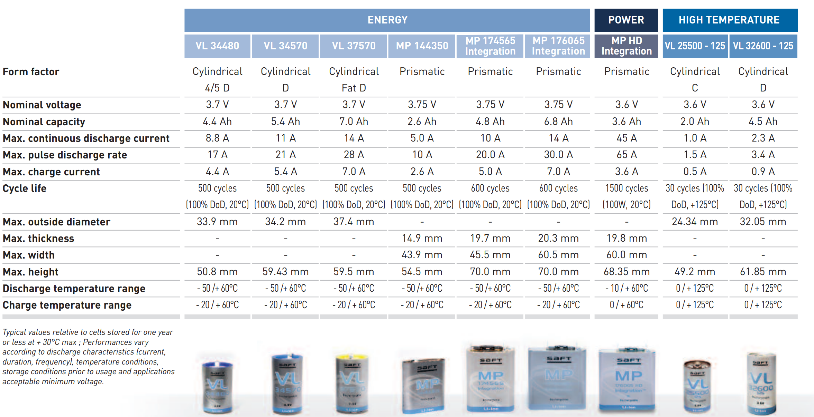 ENERGY POWER HIGH TEMPERATURE
VL 34480 VL 34570 VL 37570 MP 144350 MP 174565 Integration MP 176065 Integration MP HD Integration VL 25500 - 125 VL 32600 - 125
Form factor Cylindrical 4/5 D Cylindrical D Cylindrical Fat D Prismatic Prismatic Prismatic Prismatic Cylindrical C Cylindrical D
Nominal voltage 3.7 V 3.7 V 3.7 V 3.75 V 3.75 V 3.75 V 3.6 V 3.6 V 3.6 V
Nominal capacity 4.4 Ah 5.4 Ah 7.0 Ah 2.6 Ah 4.8 Ah 6.8 Ah 3.6 Ah 2.0 Ah 4.5 Ah
Max. continuous discharge current 8.8 A 11 A 14 A 5.0 A 10 A 14 A 45 A 1.0 A 2.3 A
Max. pulse discharge rate 17 A 21 A 28 A 10 A 20.0 A 30.0 A 65 A 1.5 A 3.4 A
Max. charge current 4.4 A 5.4 A 7.0 A 2.6 A 5.0 A 7.0 A 3.6 A 0.5 A 0.9 A
Cycle life 500 cycles 500 cycles 500 cycles 500 cycles 600 cycles 600 cycles 1500 cycles 30 cycles (100% 30 cycles (100%
(100% DoD, 20°C) (100% DoD, 20°C) (100% DoD, 20°C) (100% DoD, 20°C) (100% DoD, 20°C) (100% DoD, 20°C) (100W, 20°C) DoD, +125°C) DoD, +125°C)
Max. outside diameter 33.9 mm 34.2 mm 37.4 mm - - - - 24.34 mm 32.05 mm
Max. thickness - - - 14.9 mm 19.7 mm 20.3 mm 19.8 mm - -
Max. width - - - 43.9 mm 45.5 mm 60.5 mm 60.0 mm - -
Max. height 50.8 mm 59.43 mm 59.5 mm 54.5 mm 70.0 mm 70.0 mm 68.35 mm 49.2 mm 61.85 mm
Discharge temperature range - 50/+ 60°C - 50/+ 60°C - 50/+ 60°C - 50/+ 60°C - 50/+ 60°C - 50/+ 60°C - 10/+ 60°C 0/+ 125°C 0/+ 125°C
Charge temperature range - 20/+ 60°C - 20/+ 60°C - 20/+ 60°C - 20/+ 60°C - 20/+ 60°C - 20/+ 60°C 0/+ 60°C 0/+ 125°C 0/+ 125°C
Typical values relative to cells stored for one year
or less at + 30°C max ; Performances vary
according to discharge characteristics (current,
duration, frequency), temperature conditions,
storage conditions prior to usage and applications
acceptable minimum voltage.
VL SAFT VL SAFT VL SAFT MP SAFT MP SAFT MP SAFT MP VL SAFT VL